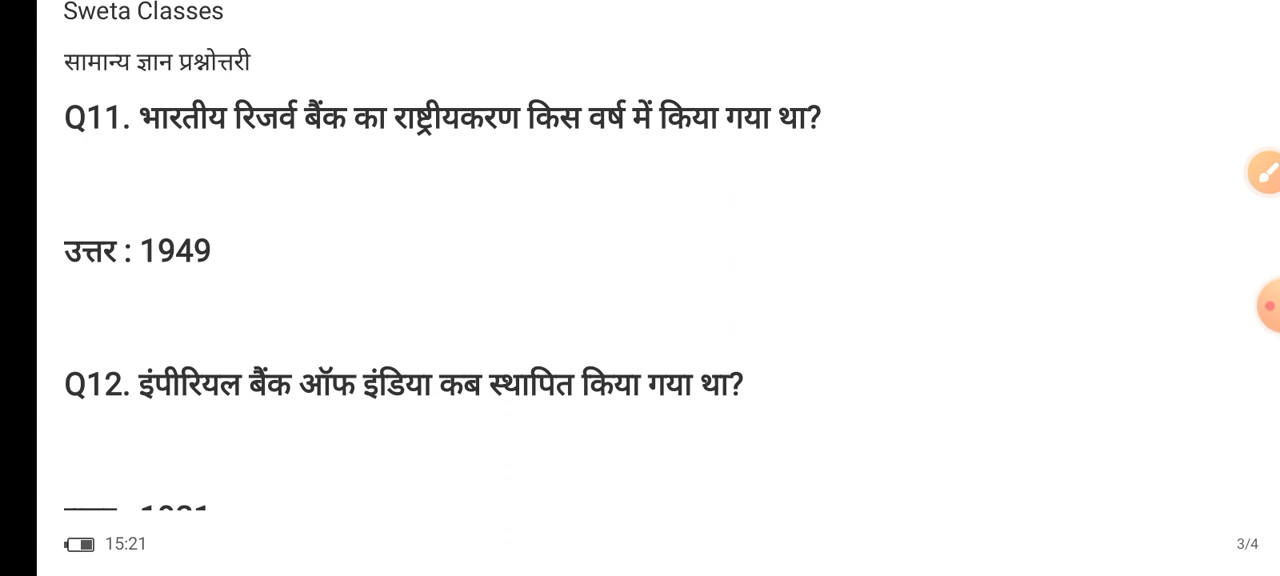 Sweta Classes
सामान्य ज्ञान प्रश्नोत्तरी
Q11. भारतीय रिजर्व बैंक का राष्ट्रीयकरण किस वर्ष में किया गया था?
उत्तर : 1949
Q12. इंपीरियल बैंक ऑफ इंडिया कब स्थापित किया गया था?
15:21
3/4